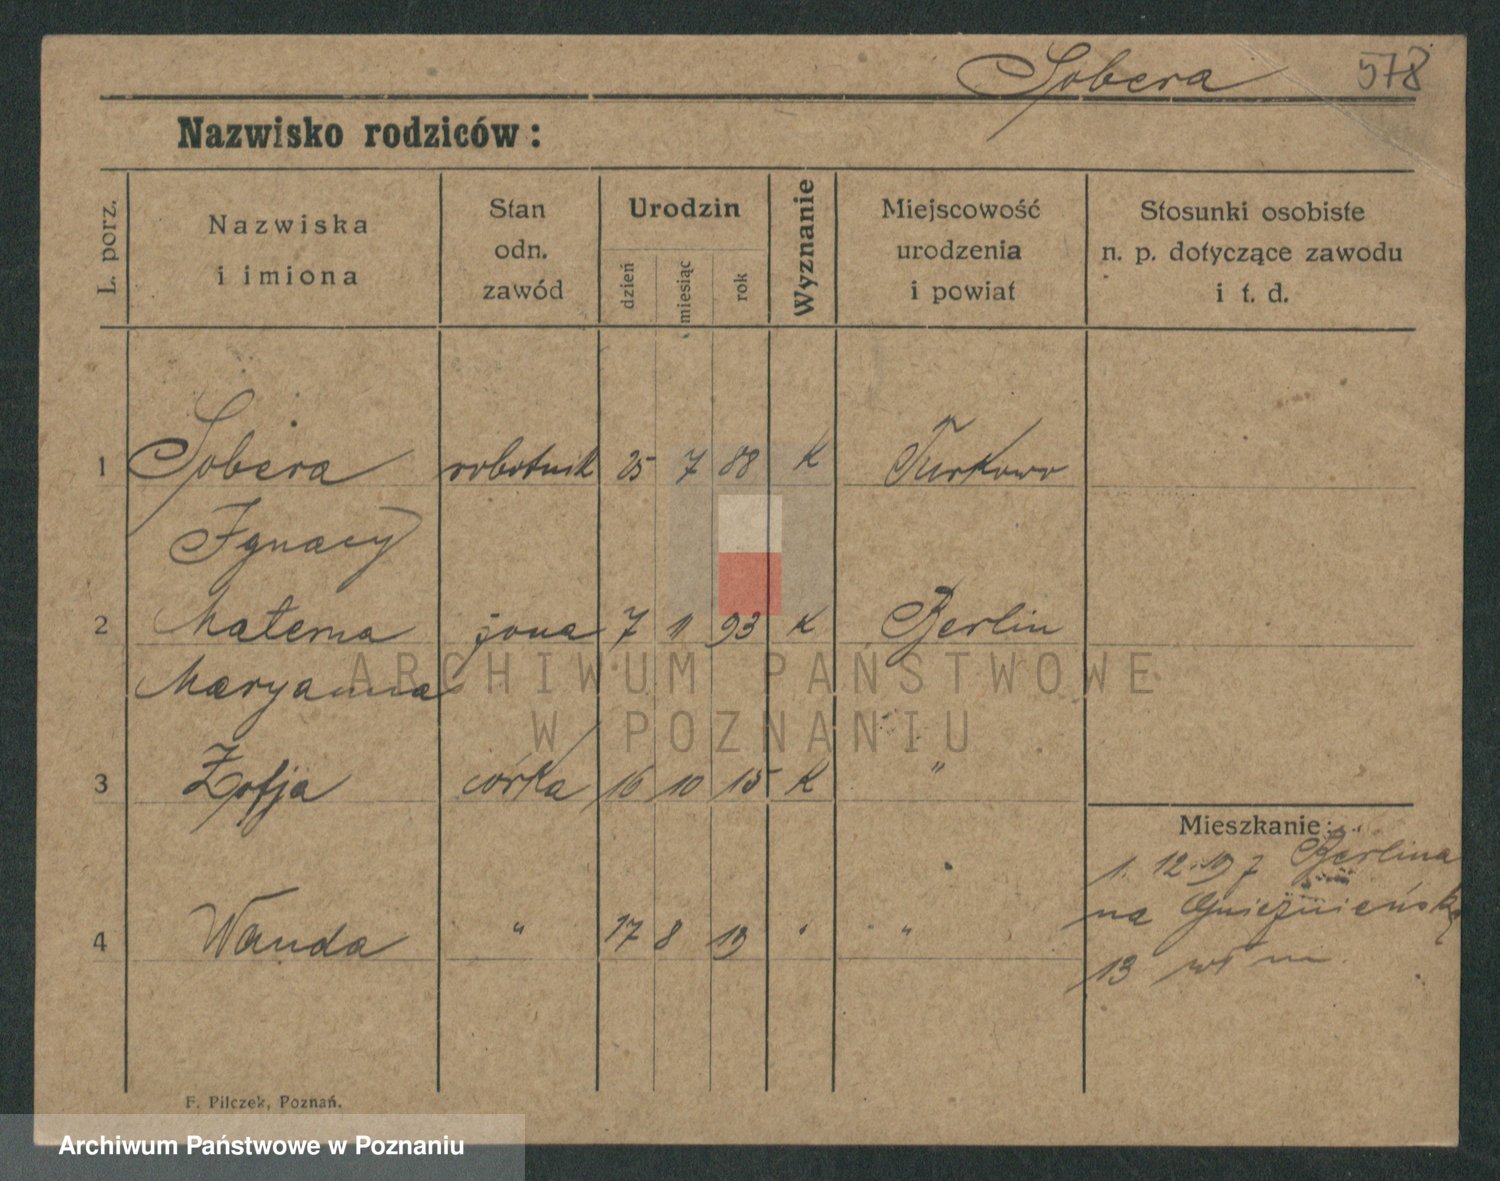 Sobera 578
Nazwisko rodziców:
L. porz.
Nazwiska
i imiona
Stan
odn.
zawód
Urodzin
dzień
miesiąc
rok
Wyznanie
Miejscowość
urodzenia
i powiat
Stosunki osobiste
n. p. dotyczące zawodu
i t. d.
1 Sobera robotnik 25 7 88 K Turkowo
Ignacy
2 Materna żona 7 11 93 K Berlin
Maryanna
3 Zofja córka 16 10 15 K "
4 Wanda " 17 8 19 " "
Mieszkanie:
1. 12. 19 z Berlina
na Gnieźnieńską
13
F. Pilczek, Poznań.
ARCHIWUM PAŃSTWOWE
W POZNANIU
Archiwum Państwowe w Poznaniu